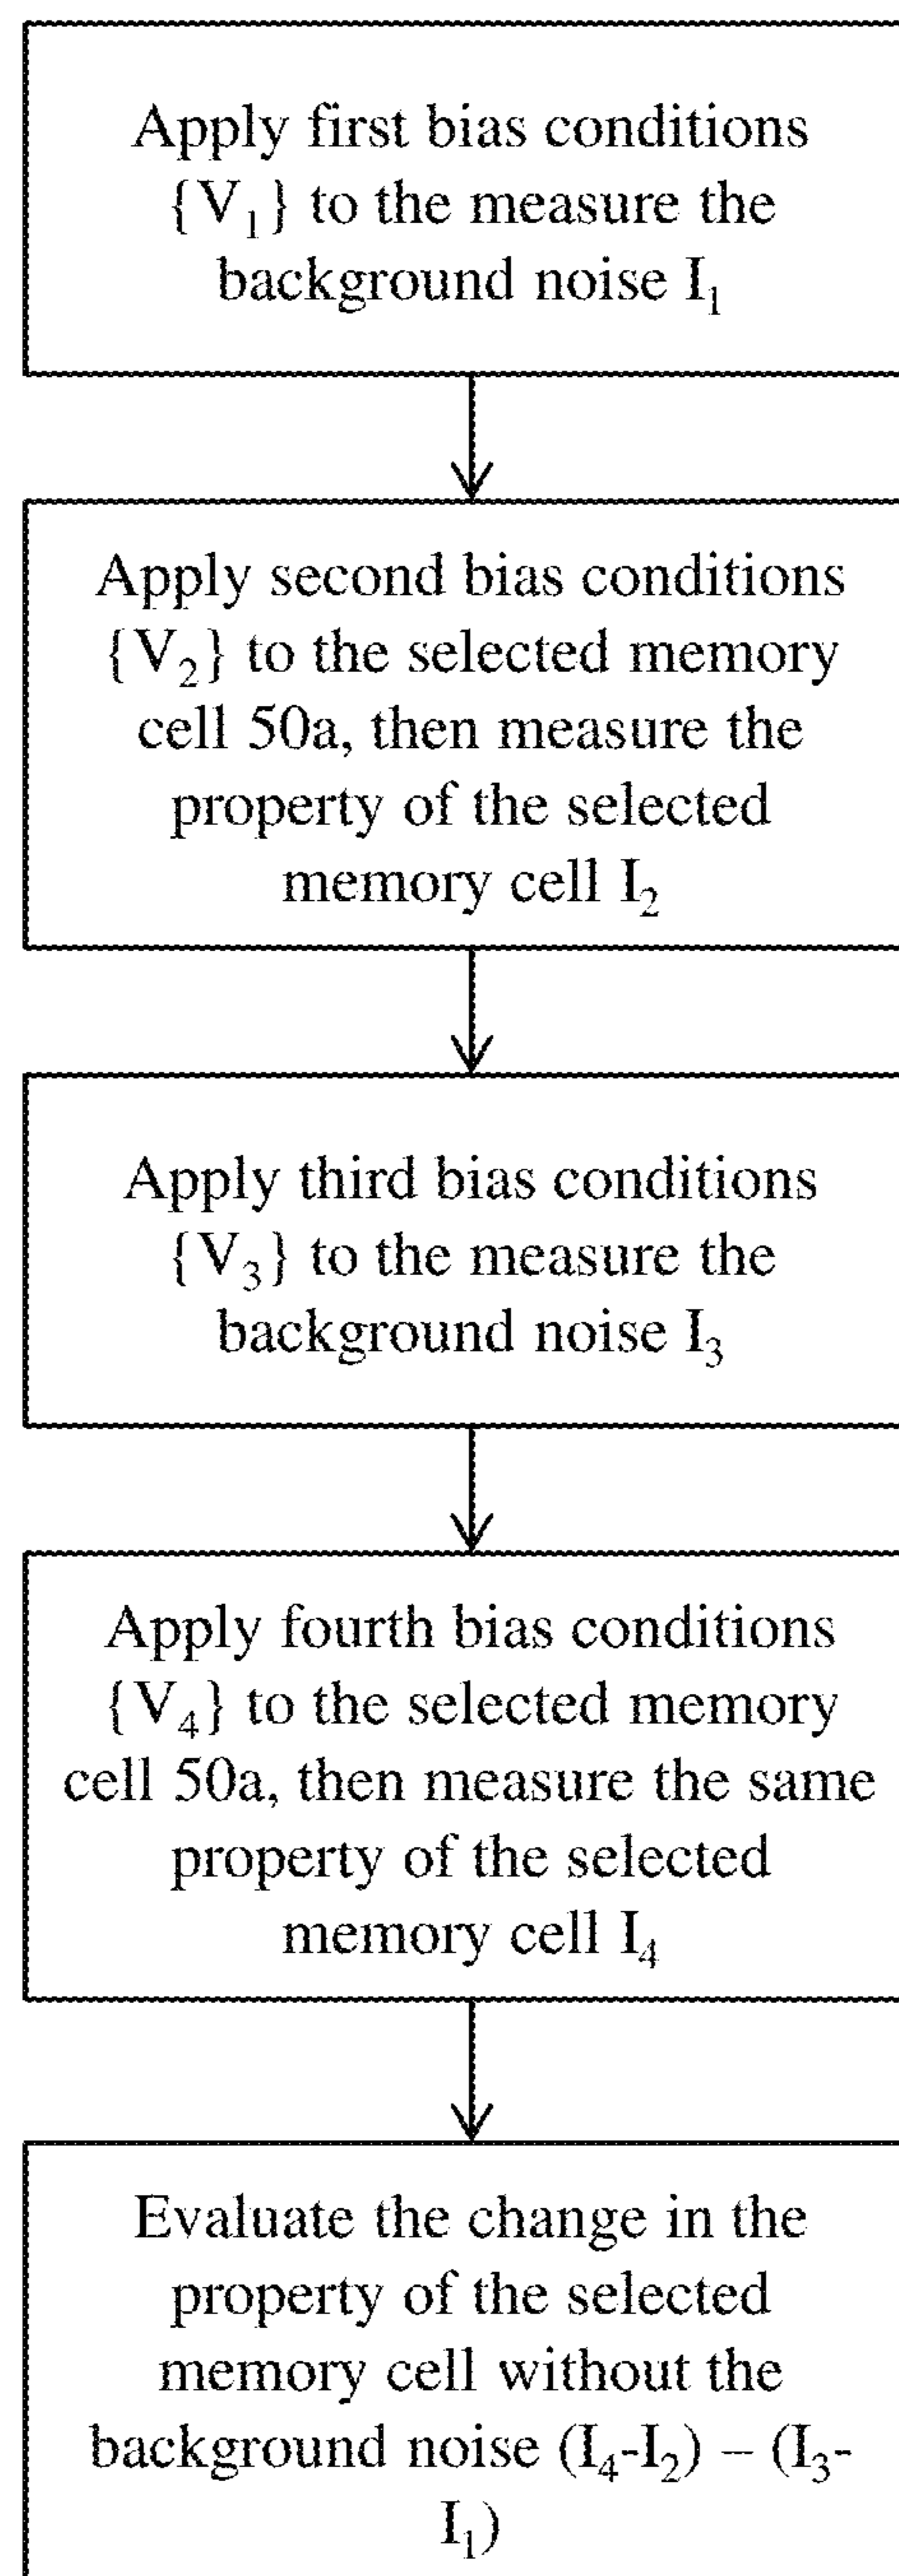 Apply first bias conditions
{V₁} to the measure the
background noise I₁
Apply second bias conditions
{V₂} to the selected memory
cell 50a, then measure the
property of the selected
memory cell I₂
Apply third bias conditions
{V₃} to the measure the
background noise I₃
Apply fourth bias conditions
{V₄} to the selected memory
cell 50a, then measure the same
property of the selected
memory cell I₄
Evaluate the change in the
property of the selected
memory cell without the
background noise (I₄-I₂) – (I₃-
I₁)